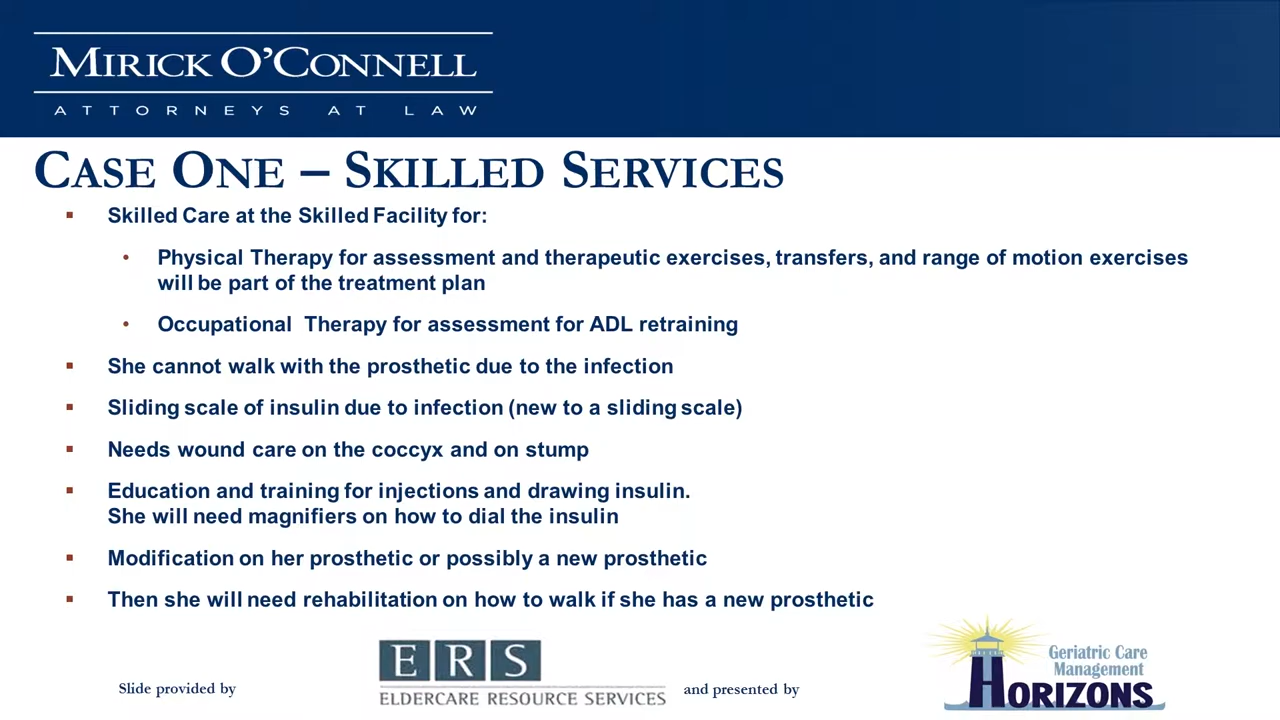 MIRICK O'CONNELL
ATTORNEYS AT LAW
CASE ONE – SKILLED SERVICES
▪ Skilled Care at the Skilled Facility for:
• Physical Therapy for assessment and therapeutic exercises, transfers, and range of motion exercises
will be part of the treatment plan
• Occupational Therapy for assessment for ADL retraining
▪ She cannot walk with the prosthetic due to the infection
▪ Sliding scale of insulin due to infection (new to a sliding scale)
▪ Needs wound care on the coccyx and on stump
▪ Education and training for injections and drawing insulin.
She will need magnifiers on how to dial the insulin
▪ Modification on her prosthetic or possibly a new prosthetic
▪ Then she will need rehabilitation on how to walk if she has a new prosthetic
Slide provided by
ERS
ELDERCARE RESOURCE SERVICES
and presented by
Geriatric Care
Management
HORIZONS